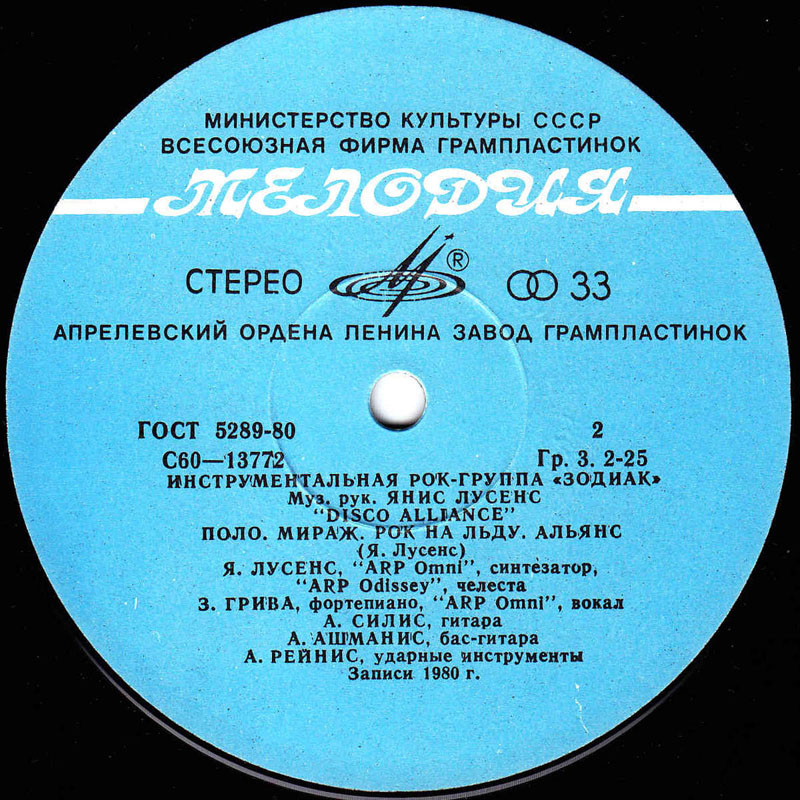 МИНИСТЕРСТВО КУЛЬТУРЫ СССР
ВСЕСОЮЗНАЯ ФИРМА ГРАМПЛАСТИНОК
МЕЛОДИЯ
СТЕРЕО ® 33
АПРЕЛЕВСКИЙ ОРДЕНА ЛЕНИНА ЗАВОД ГРАМПЛАСТИНОК
ГОСТ 5289-80 2
С60—13772 Гр. 3. 2-25
ИНСТРУМЕНТАЛЬНАЯ РОК-ГРУППА «ЗОДИАК»
Муз. рук. ЯНИС ЛУСЕНС
"DISCO ALLIANCE"
ПОЛО. МИРАЖ. РОК НА ЛЬДУ. АЛЬЯНС
(Я. Лусенс)
Я. ЛУСЕНС, "ARP Omni", синтезатор,
"ARP Odissey", челеста
З. ГРИВА, фортепиано, "ARP Omni", вокал
А. СИЛИС, гитара
А. АШМАНИС, бас-гитара
А. РЕЙНИС, ударные инструменты
Записи 1980 г.